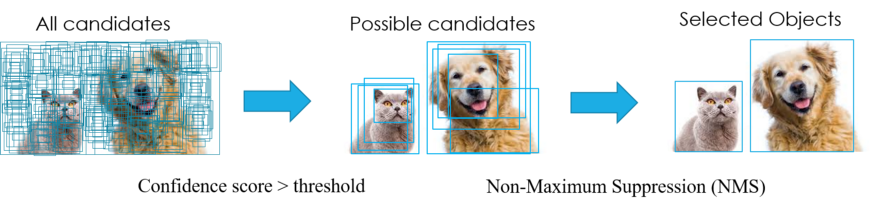 All candidates
Possible candidates
Selected Objects
Confidence score > threshold
Non-Maximum Suppression (NMS)